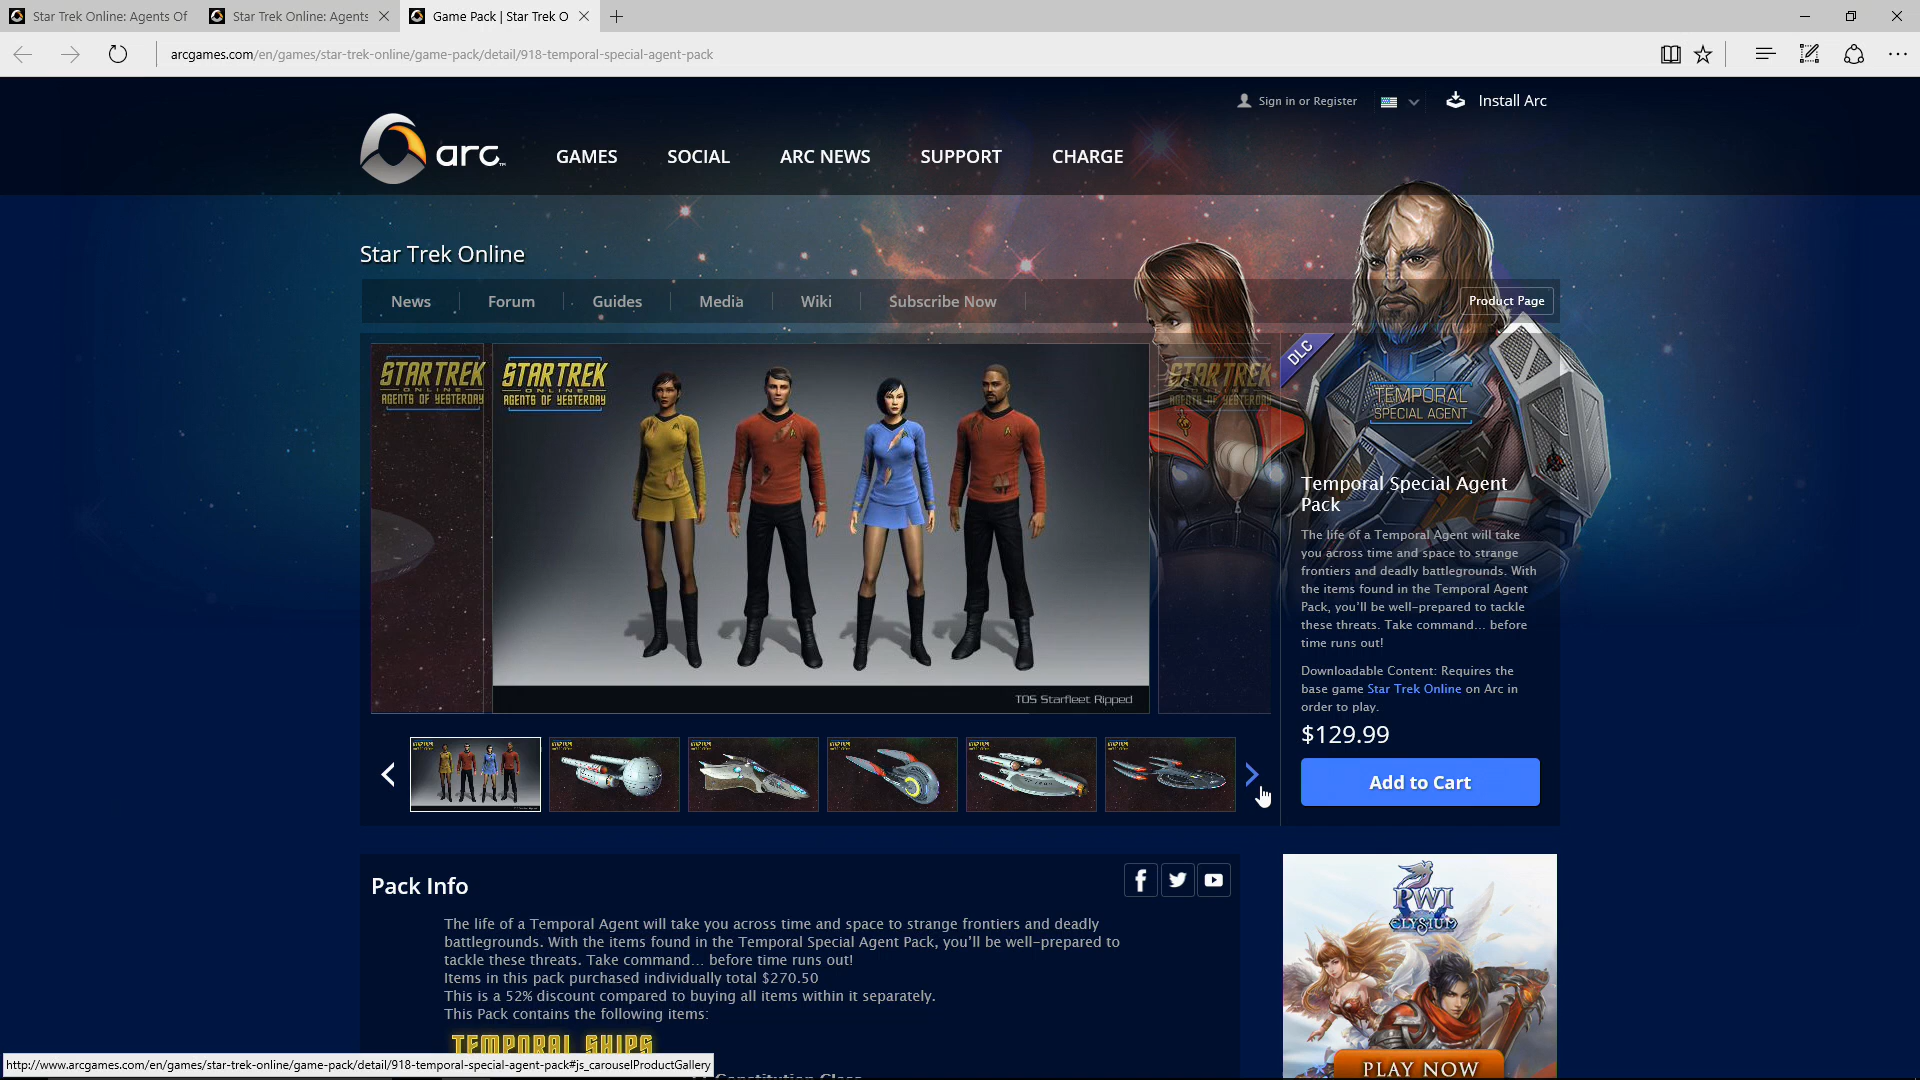 Star Trek Online: Agents Of
Star Trek Online: Agents
Game Pack | Star Trek O
arcgames.com/en/games/star-trek-online/game-pack/detail/918-temporal-special-agent-pack
Sign in or Register
Install Arc
arc
GAMES
SOCIAL
ARC NEWS
SUPPORT
CHARGE
Star Trek Online
News
Forum
Guides
Media
Wiki
Subscribe Now
Product Page
STAR TREK
ONLINE
AGENTS OF YESTERDAY
STAR TREK
ONLINE
AGENTS OF YESTERDAY
TOS Starfleet Ripped
STAR TREK
ONLINE
AGENTS OF YESTERDAY
DLC
TEMPORAL
SPECIAL AGENT
Temporal Special Agent
Pack
The life of a Temporal Agent will take
you across time and space to strange
frontiers and deadly battlegrounds. With
the items found in the Temporal Agent
Pack, you'll be well-prepared to tackle
these threats. Take command... before
time runs out!
Downloadable Content: Requires the
base game Star Trek Online on Arc in
order to play.
$129.99
Add to Cart
Pack Info
The life of a Temporal Agent will take you across time and space to strange frontiers and deadly
battlegrounds. With the items found in the Temporal Special Agent Pack, you'll be well-prepared to
tackle these threats. Take command... before time runs out!
Items in this pack purchased individually total $270.50
This is a 52% discount compared to buying all items within it separately.
This Pack contains the following items:
TEMPORAL SHIPS
Constitution Class
PWI
ELYSIUM
PLAY NOW
http://www.arcgames.com/en/games/star-trek-online/game-pack/detail/918-temporal-special-agent-pack#js_carouselProductGallery